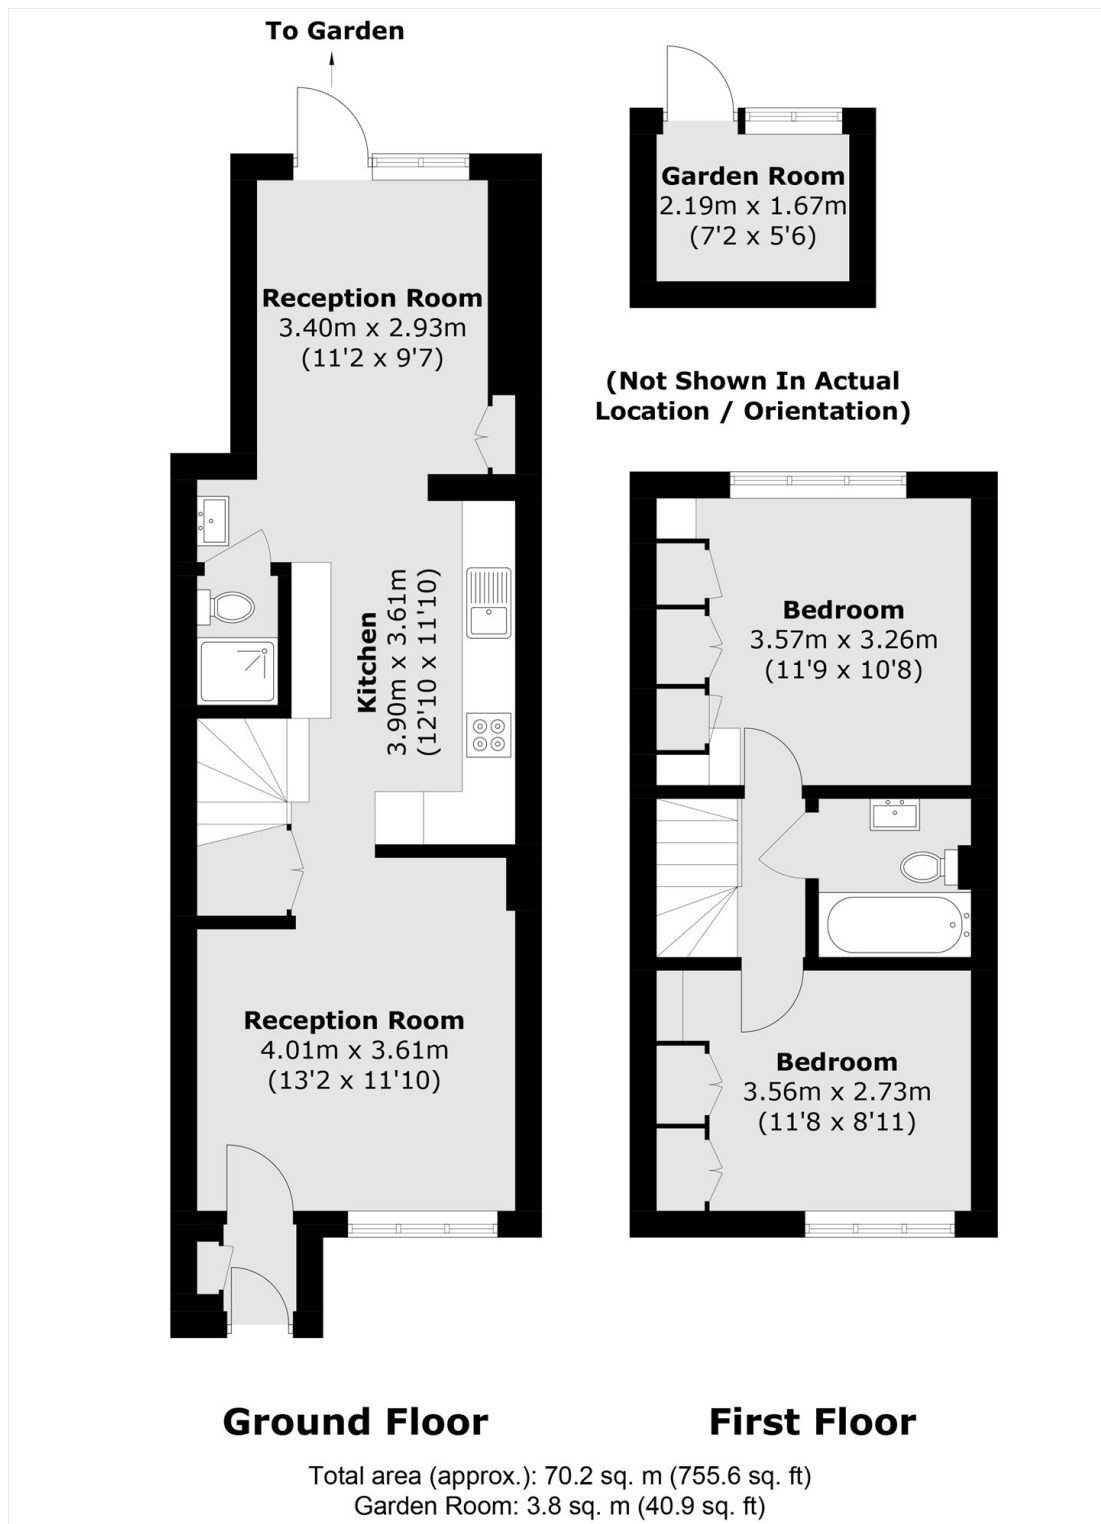 To Garden
Garden Room
2.19m x 1.67m
(7'2 x 5'6)
Reception Room
3.40m x 2.93m
(11'2 x 9'7)
(Not Shown In Actual
Location / Orientation)
Kitchen
3.90m x 3.61m
(12'10 x 11'10)
Bedroom
3.57m x 3.26m
(11'9 x 10'8)
Reception Room
4.01m x 3.61m
(13'2 x 11'10)
Bedroom
3.56m x 2.73m
(11'8 x 8'11)
Ground Floor
First Floor
Total area (approx.): 70.2 sq. m (755.6 sq. ft)
Garden Room: 3.8 sq. m (40.9 sq. ft)